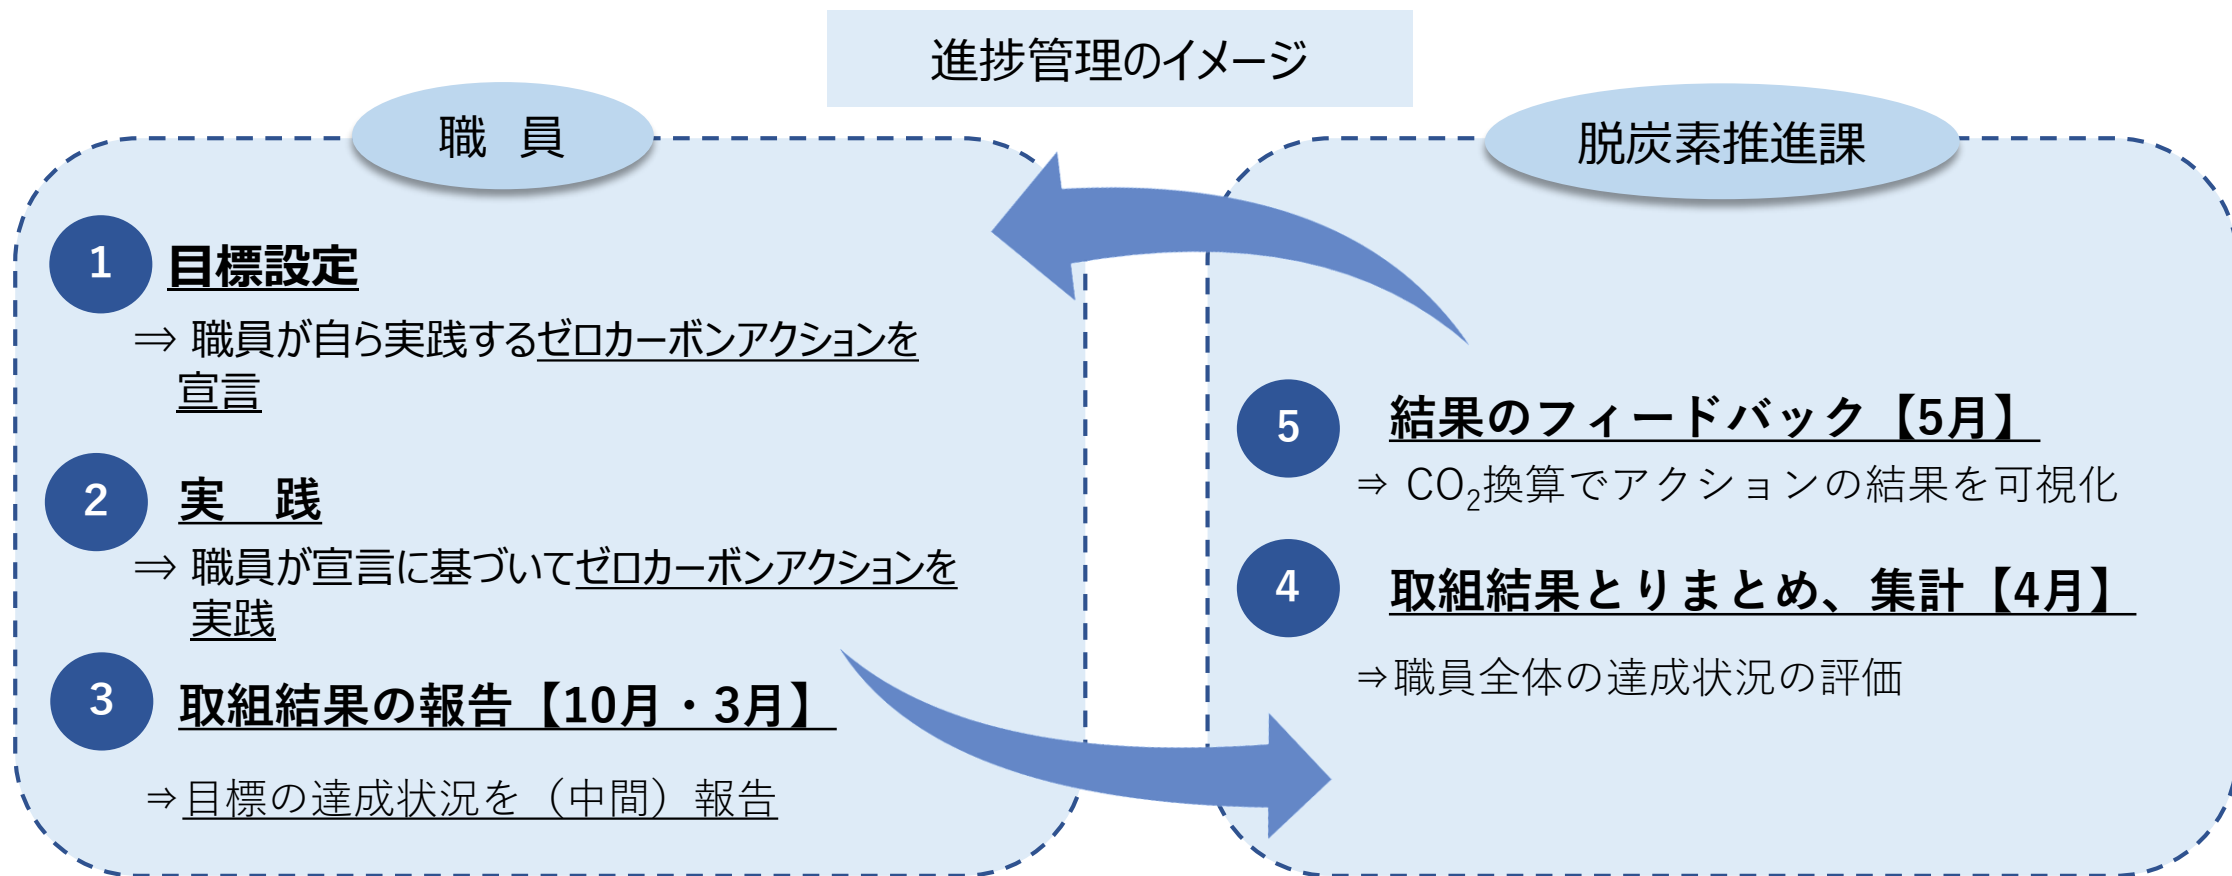 進捗管理のイメージ
職　員
1 目標設定
⇒ 職員が自ら実践するゼロカーボンアクションを
宣言
2 実　践
⇒ 職員が宣言に基づいてゼロカーボンアクションを
実践
3 取組結果の報告【10月・3月】
⇒目標の達成状況を（中間）報告
脱炭素推進課
5 結果のフィードバック【5月】
⇒ CO₂換算でアクションの結果を可視化
4 取組結果とりまとめ、集計【4月】
⇒職員全体の達成状況の評価